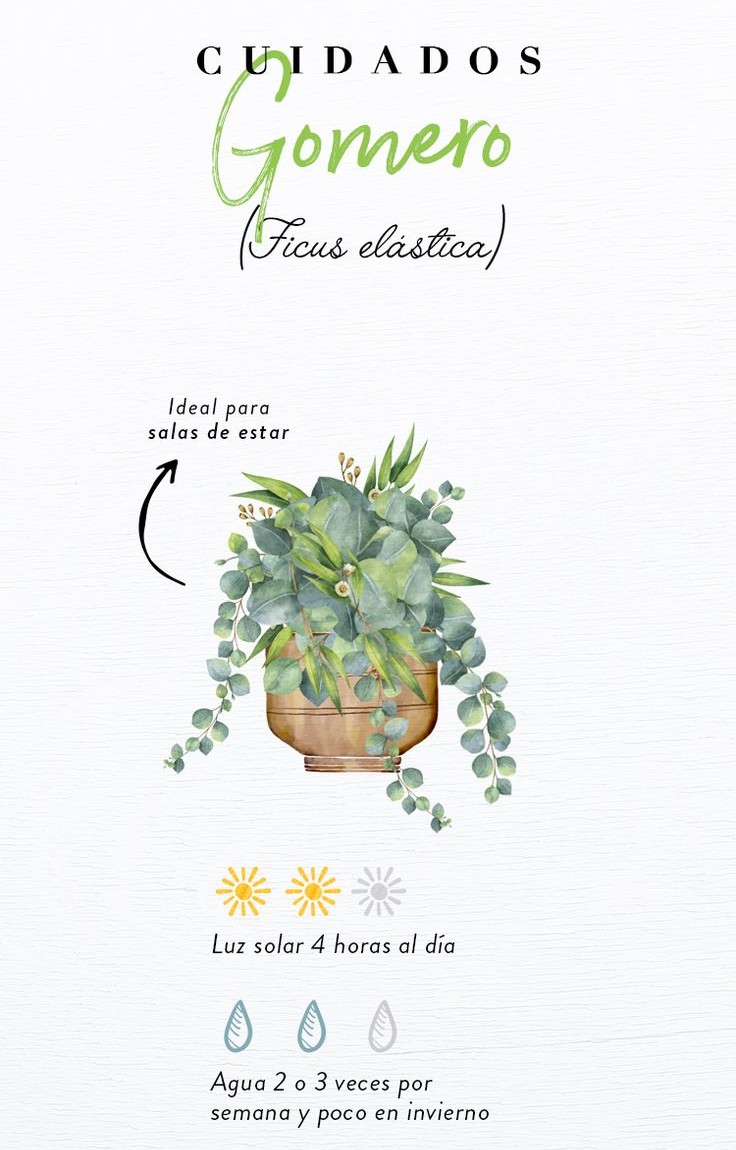 CUIDADOS
Gomero
(Ficus elástica)
Ideal para
salas de estar
Luz solar 4 horas al día
Agua 2 o 3 veces por
semana y poco en invierno